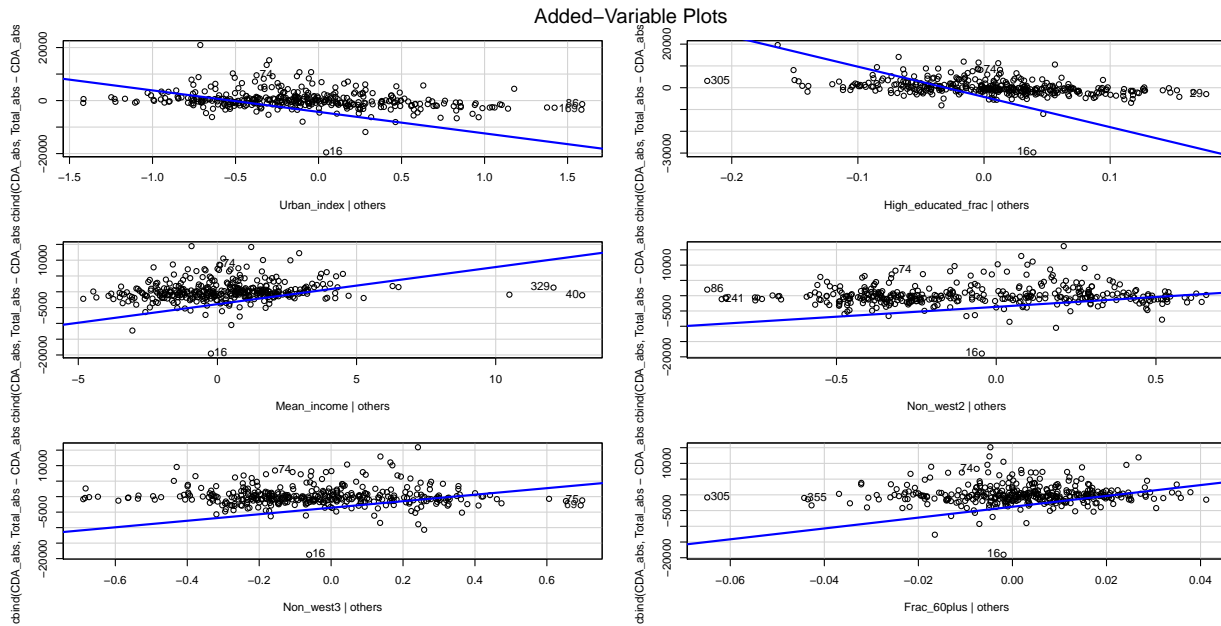 Added−Variable Plots
cbind(CDA_abs, Total_abs − CDA_abs
20000
0
−20000
74
86
169
16
−1.5 −1.0 −0.5 0.0 0.5 1.0 1.5
Urban_index | others
cbind(CDA_abs, Total_abs − CDA_abs
20000
0
−30000
305
74
29
16
−0.2 −0.1 0.0 0.1
High_educated_frac | others
cbind(CDA_abs, Total_abs − CDA_abs
10000
−5000
−20000
74
329
40
16
−5 0 5 10
Mean_income | others
cbind(CDA_abs, Total_abs − CDA_abs
10000
−5000
−20000
86
241
74
16
−0.5 0.0 0.5
Non_west2 | others
cbind(CDA_abs, Total_abs − CDA_abs
10000
−5000
−20000
74
75
69
16
−0.6 −0.4 −0.2 0.0 0.2 0.4 0.6
Non_west3 | others
cbind(CDA_abs, Total_abs − CDA_abs
10000
−5000
−20000
305
355
74
16
−0.06 −0.04 −0.02 0.00 0.02 0.04
Frac_60plus | others